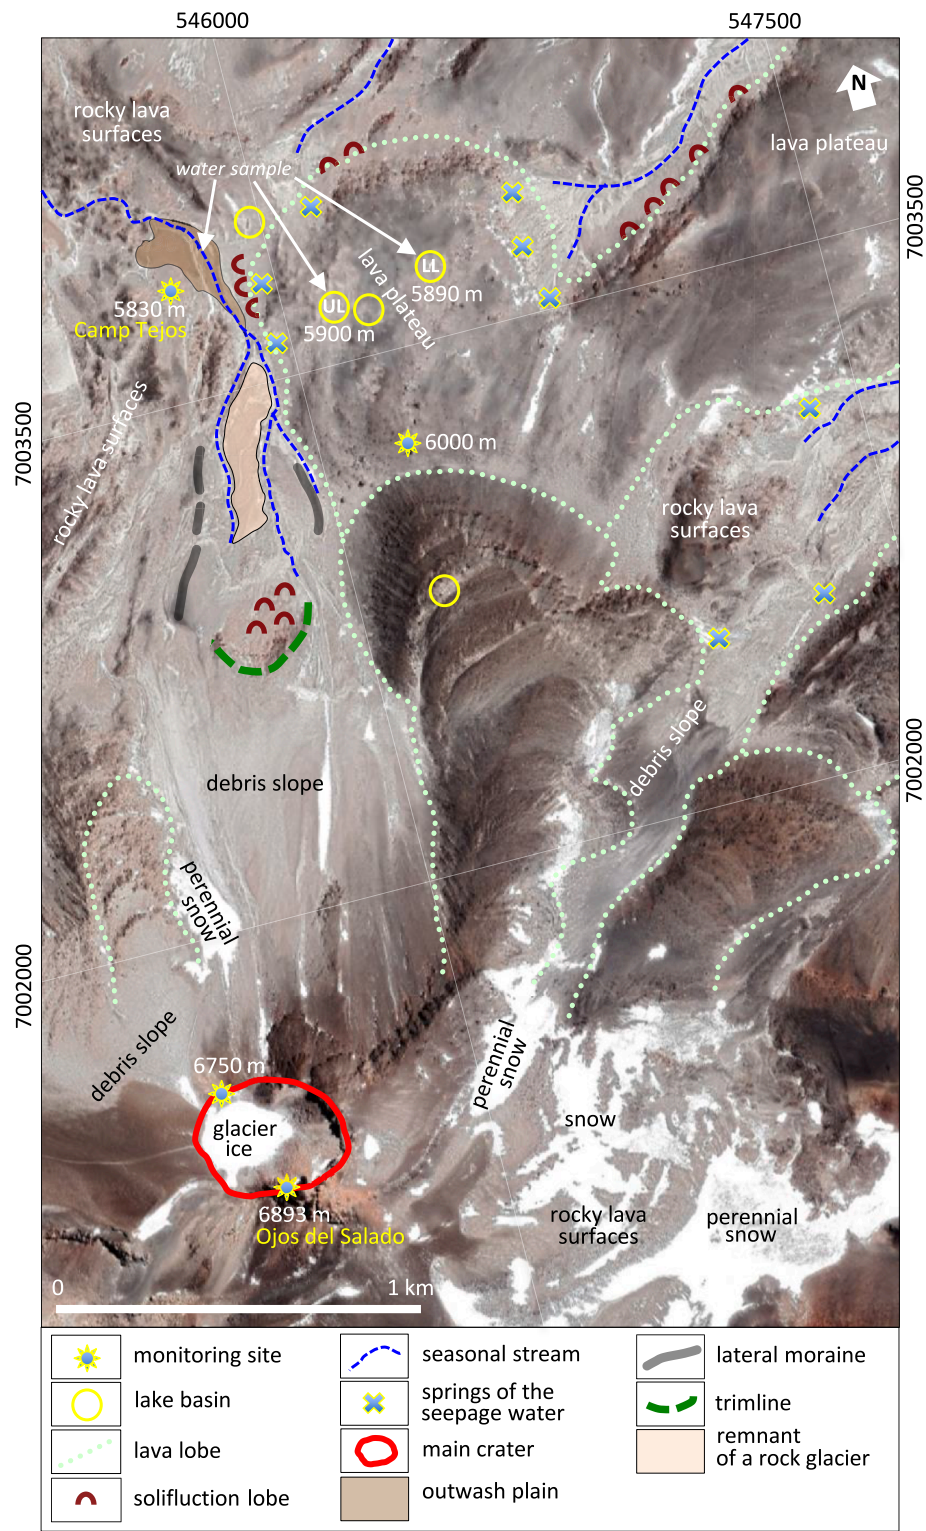 546000
547500
N
rocky lava
surfaces
lava plateau
water sample
7003500
LL
5890 m
UL
5900 m
lava plateau
5830 m
Camp Tejos
7003500
rocky lava surfaces
6000 m
rocky lava
surfaces
debris slope
7002000
debris slope
perennial
snow
7002000
debris slope
perennial
snow
6750 m
glacier
ice
snow
6893 m
Ojos del Salado
rocky lava
surfaces
perennial
snow
0
1 km
monitoring site
lake basin
lava lobe
solifluction lobe
seasonal stream
springs of the
seepage water
main crater
outwash plain
lateral moraine
trimline
remnant
of a rock glacier